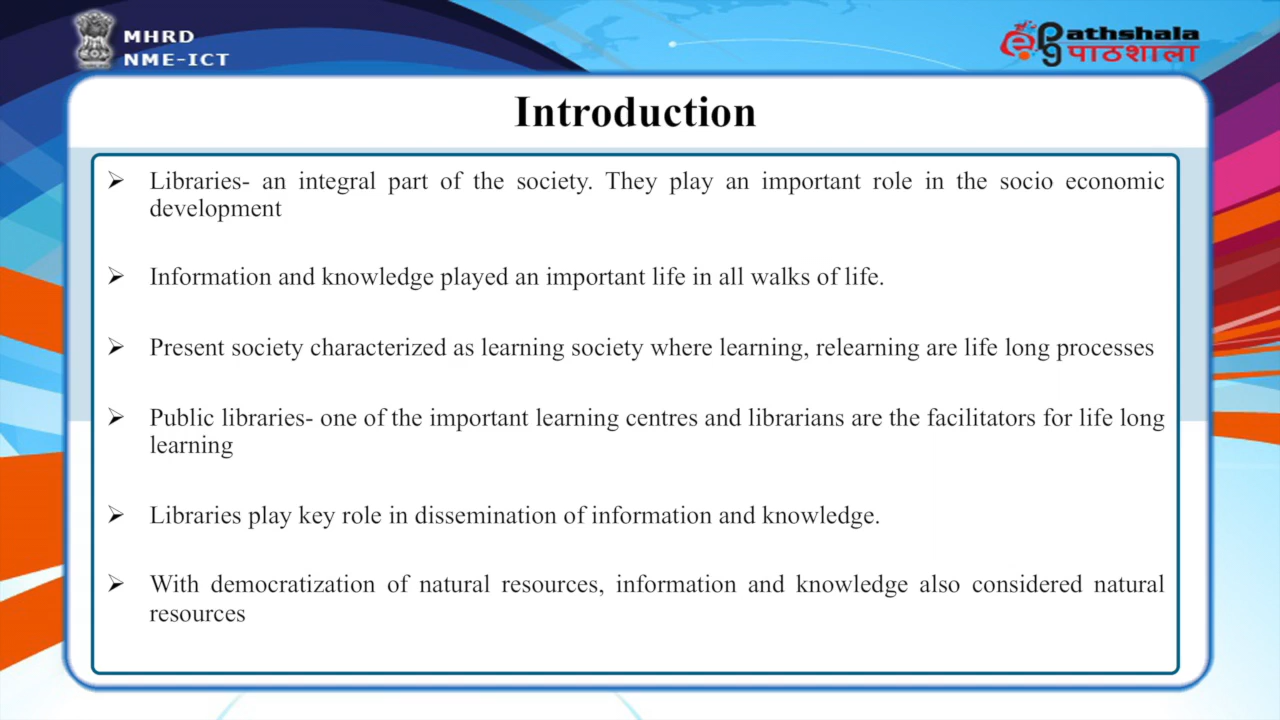 MHRD
NME-ICT
ePathshala
पाठशाला
Introduction
Libraries- an integral part of the society. They play an important role in the socio economic
development
Information and knowledge played an important life in all walks of life.
Present society characterized as learning society where learning, relearning are life long processes
Public libraries- one of the important learning centres and librarians are the facilitators for life long
learning
Libraries play key role in dissemination of information and knowledge.
With democratization of natural resources, information and knowledge also considered natural
resources